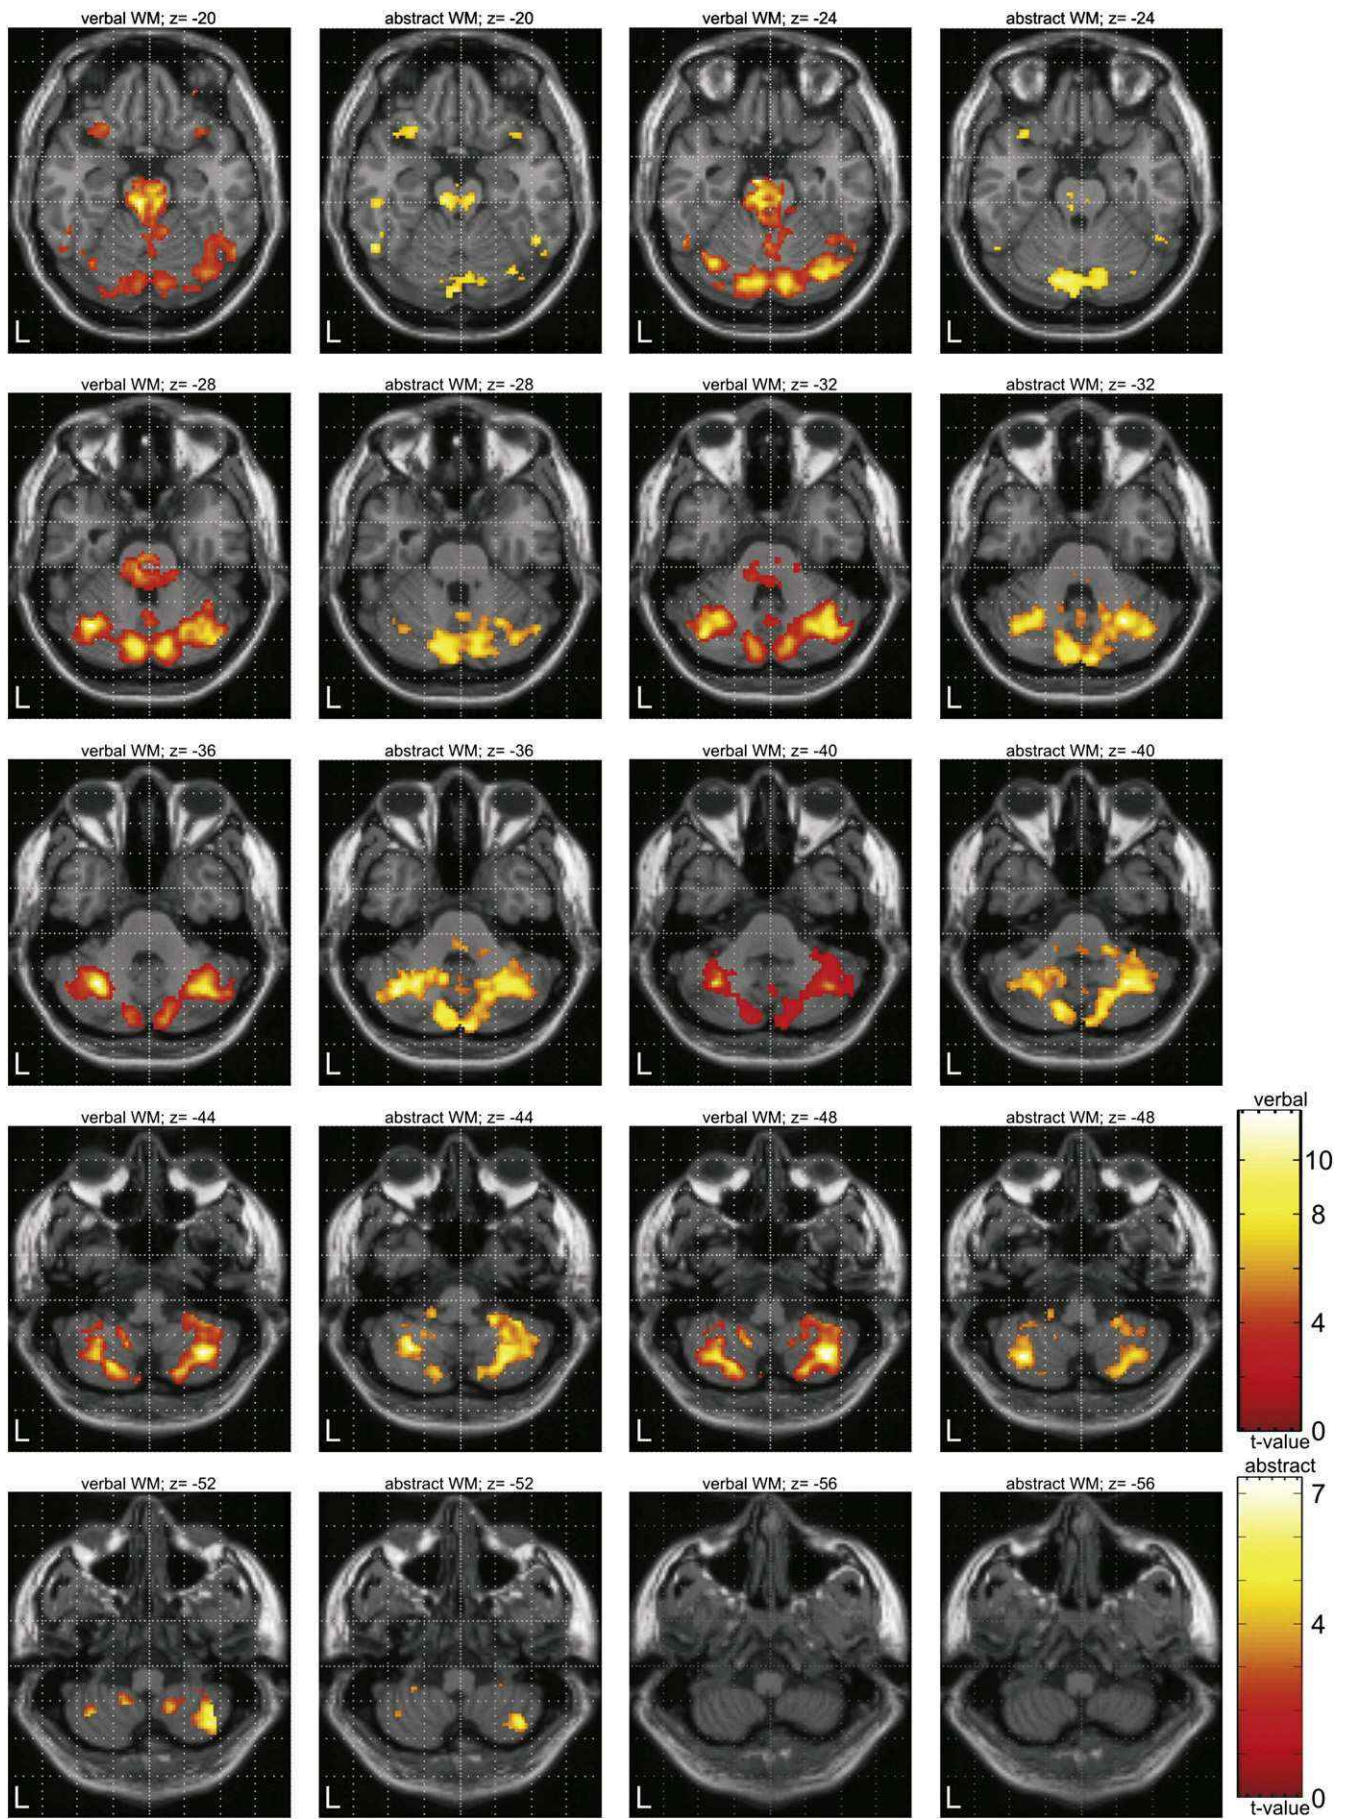 verbal WM; z= -20
abstract WM; z= -20
verbal WM; z= -24
abstract WM; z= -24
L
L
L
L
verbal WM; z= -28
abstract WM; z= -28
verbal WM; z= -32
abstract WM; z= -32
L
L
L
L
verbal WM; z= -36
abstract WM; z= -36
verbal WM; z= -40
abstract WM; z= -40
L
L
L
L
verbal WM; z= -44
abstract WM; z= -44
verbal WM; z= -48
abstract WM; z= -48
L
L
L
L
verbal
10
8
4
0
t-value
verbal WM; z= -52
abstract WM; z= -52
verbal WM; z= -56
abstract WM; z= -56
L
L
L
L
abstract
7
4
0
t-value